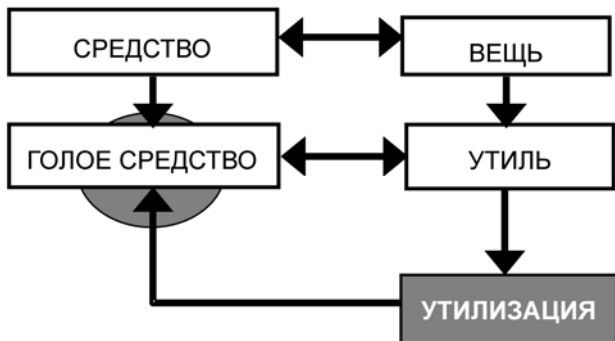 СРЕДСТВО
ВЕЩЬ
ГОЛОЕ СРЕДСТВО
УТИЛЬ
УТИЛИЗАЦИЯ